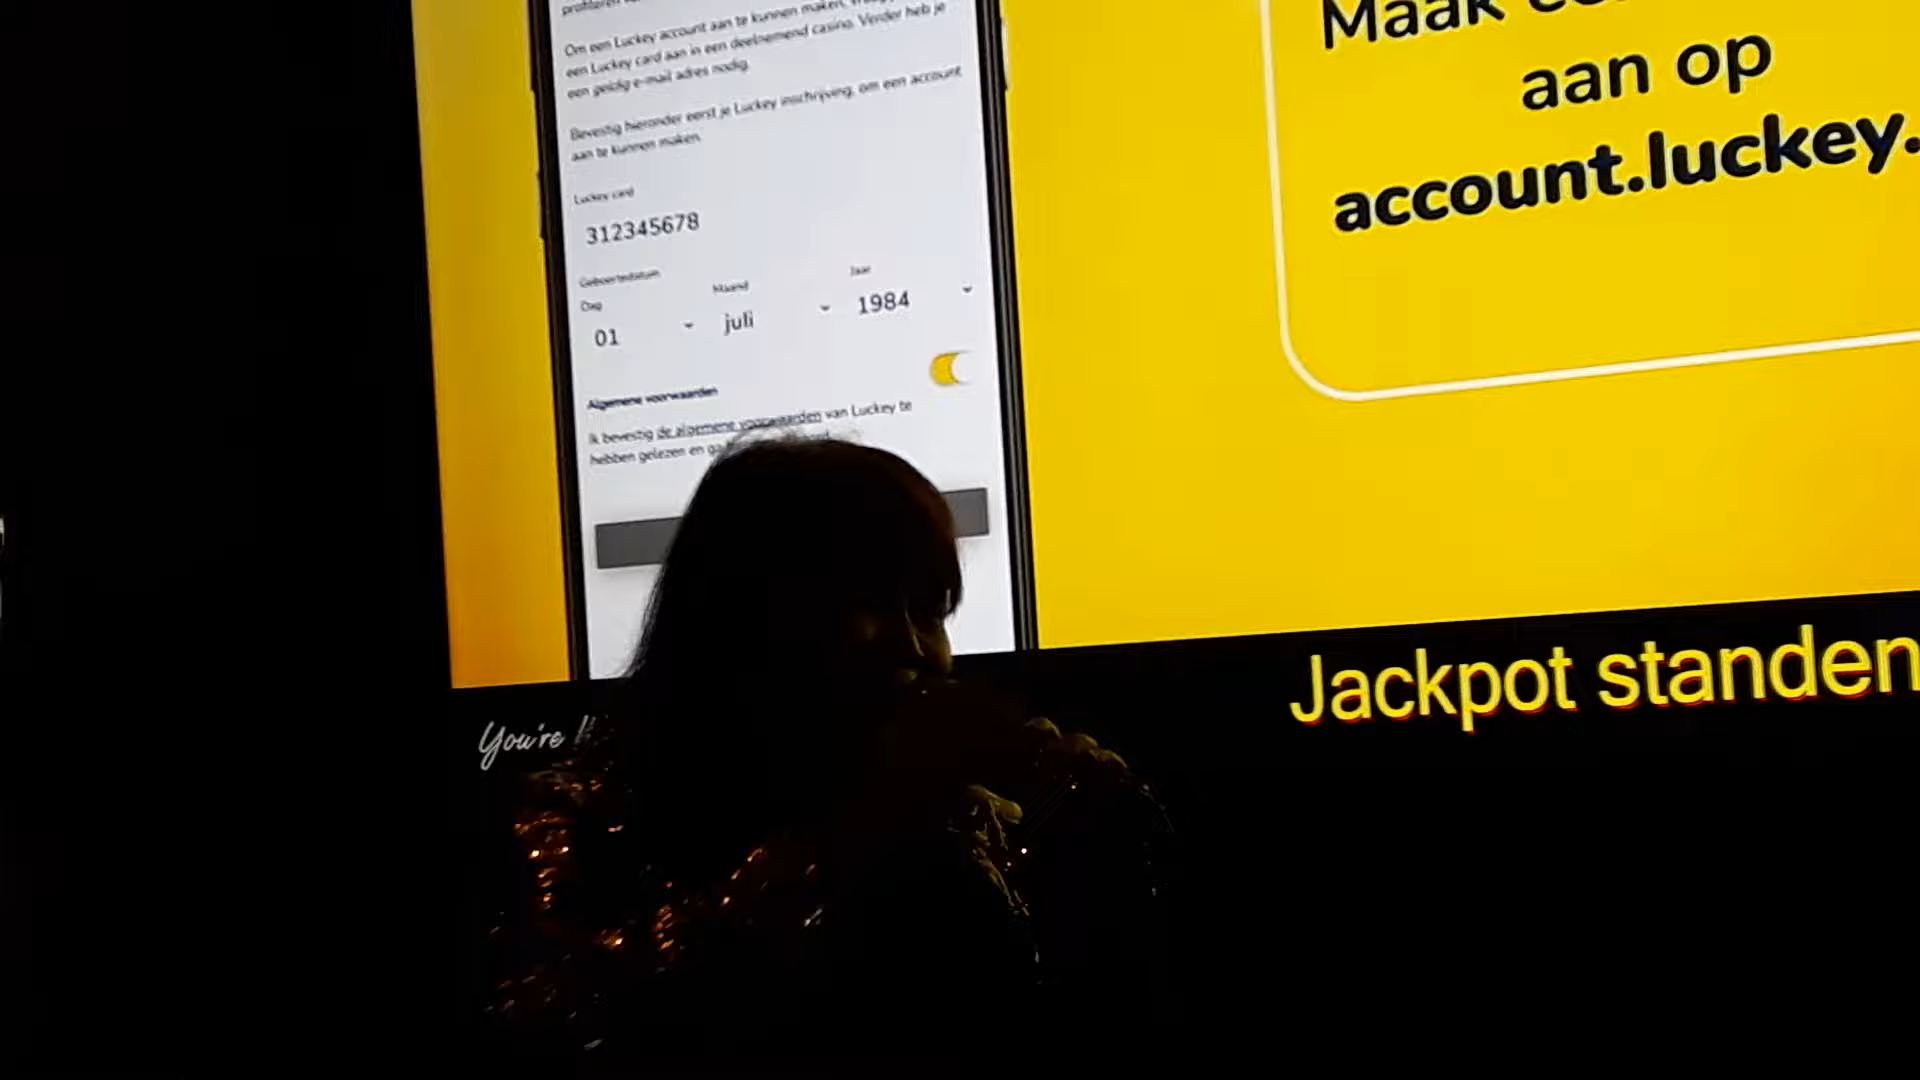 Om een Luckey account aan te kunnen maken,
een Luckey card aan in een deelnemend casino. Verder heb je
een geldig e-mail adres nodig.
Bevestig hieronder eerst je Luckey inschrijving, om een account
aan te kunnen maken.
Luckey card
312345678
Geboortedatum
Dag Maand Jaar
01 juli 1984
Algemene voorwaarden
Ik bevestig de algemene voorwaarden van Luckey te
hebben gelezen en
Maak
aan op
account.luckey.
Jackpot standen
You're